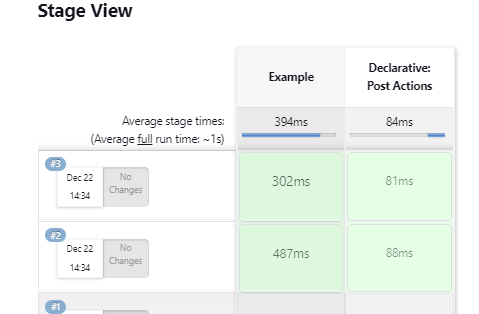 Stage View
Example
Declarative:
Post Actions
Average stage times:
(Average full run time: ~1s)
394ms
84ms
#3
Dec 22
14:34
No
Changes
302ms
81ms
#2
Dec 22
14:34
No
Changes
487ms
88ms
#1